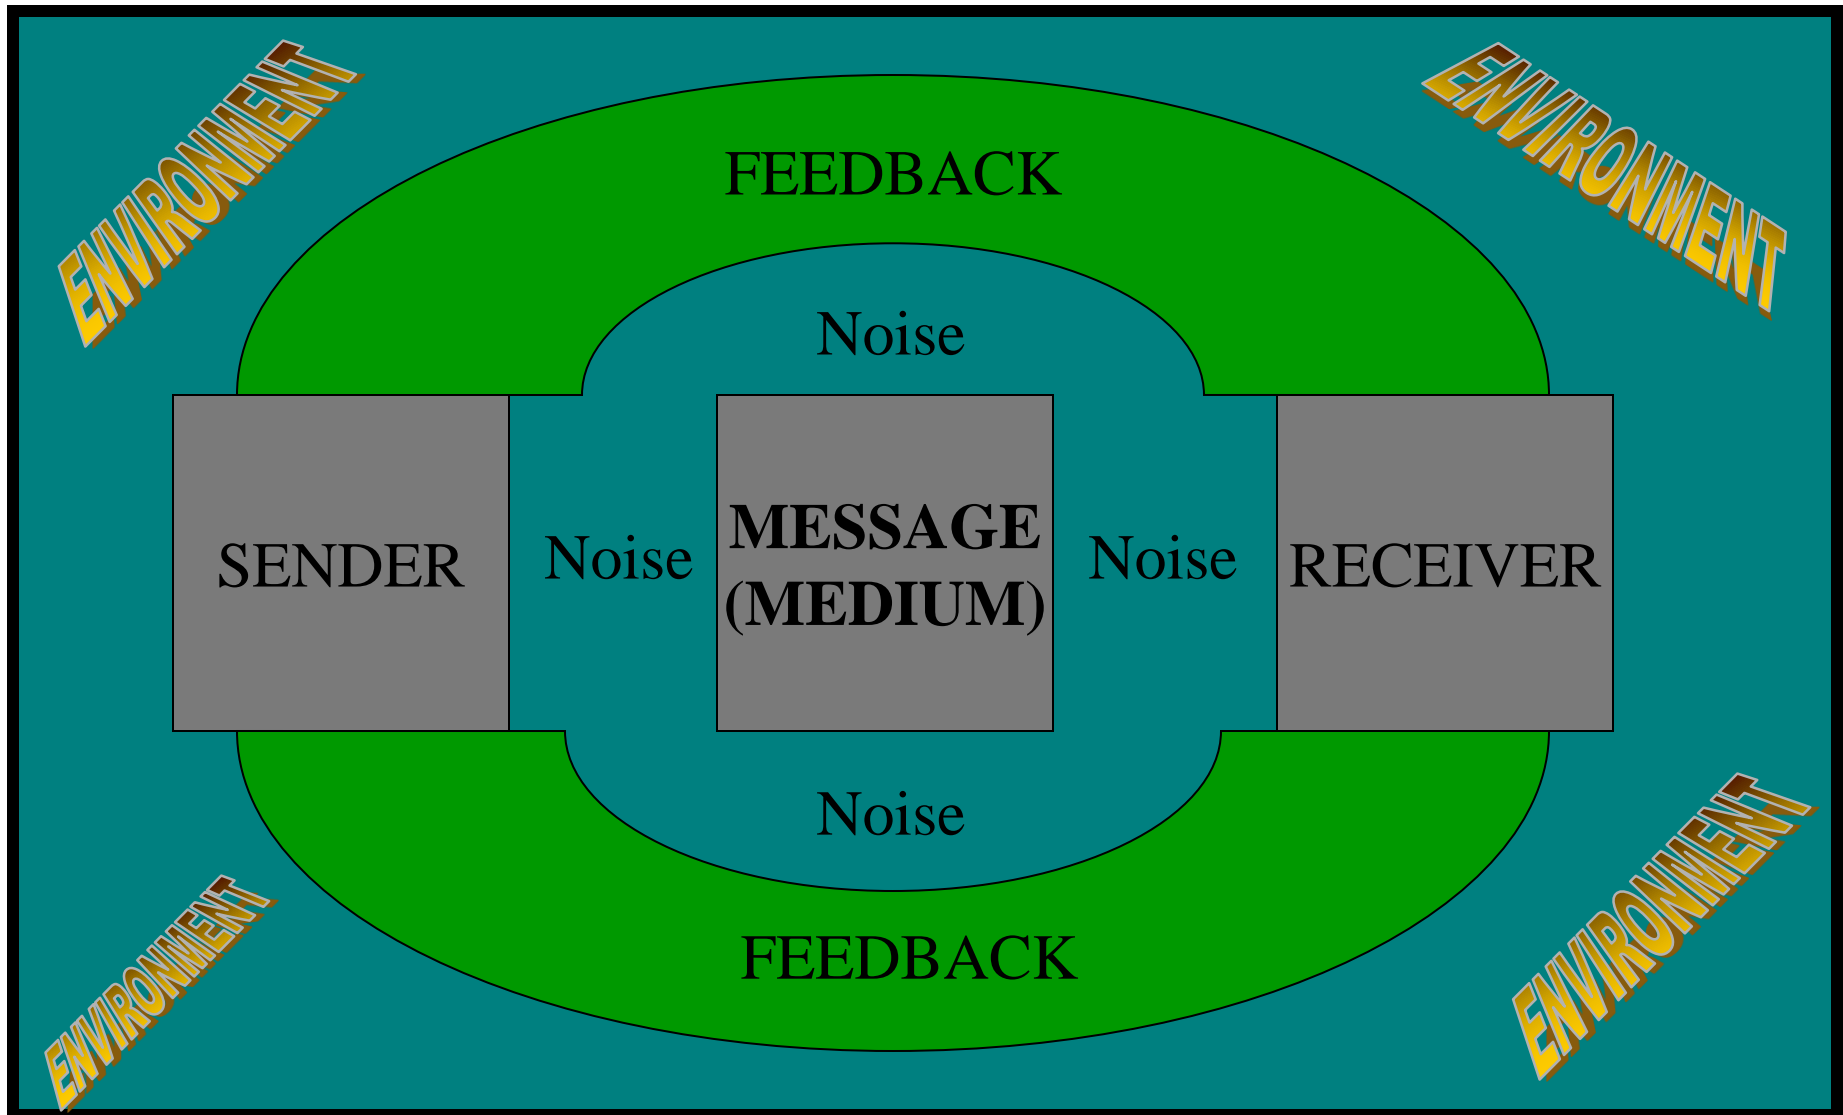 ENVIRONMENT
ENVIRONMENT
FEEDBACK
Noise
SENDER
Noise
MESSAGE
(MEDIUM)
Noise
RECEIVER
Noise
FEEDBACK
ENVIRONMENT
ENVIRONMENT